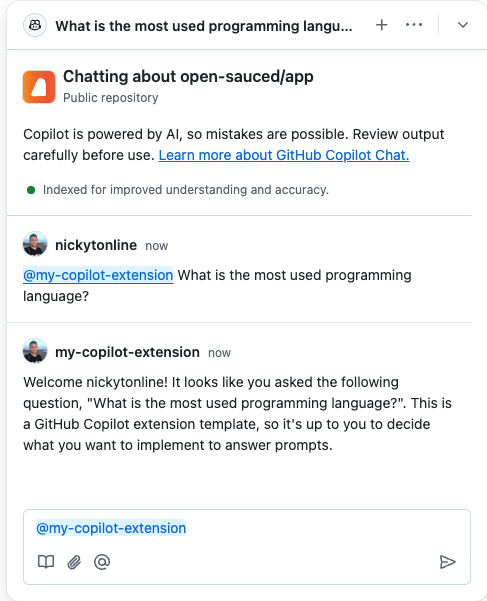 What is the most used programming langu...
Chatting about open-sauced/app
Public repository
Copilot is powered by AI, so mistakes are possible. Review output
carefully before use. Learn more about GitHub Copilot Chat.
Indexed for improved understanding and accuracy.
nickytonline now
@my-copilot-extension What is the most used programming
language?
my-copilot-extension now
Welcome nickytonline! It looks like you asked the following
question, "What is the most used programming language?". This is
a GitHub Copilot extension template, so it's up to you to decide
what you want to implement to answer prompts.
@my-copilot-extension